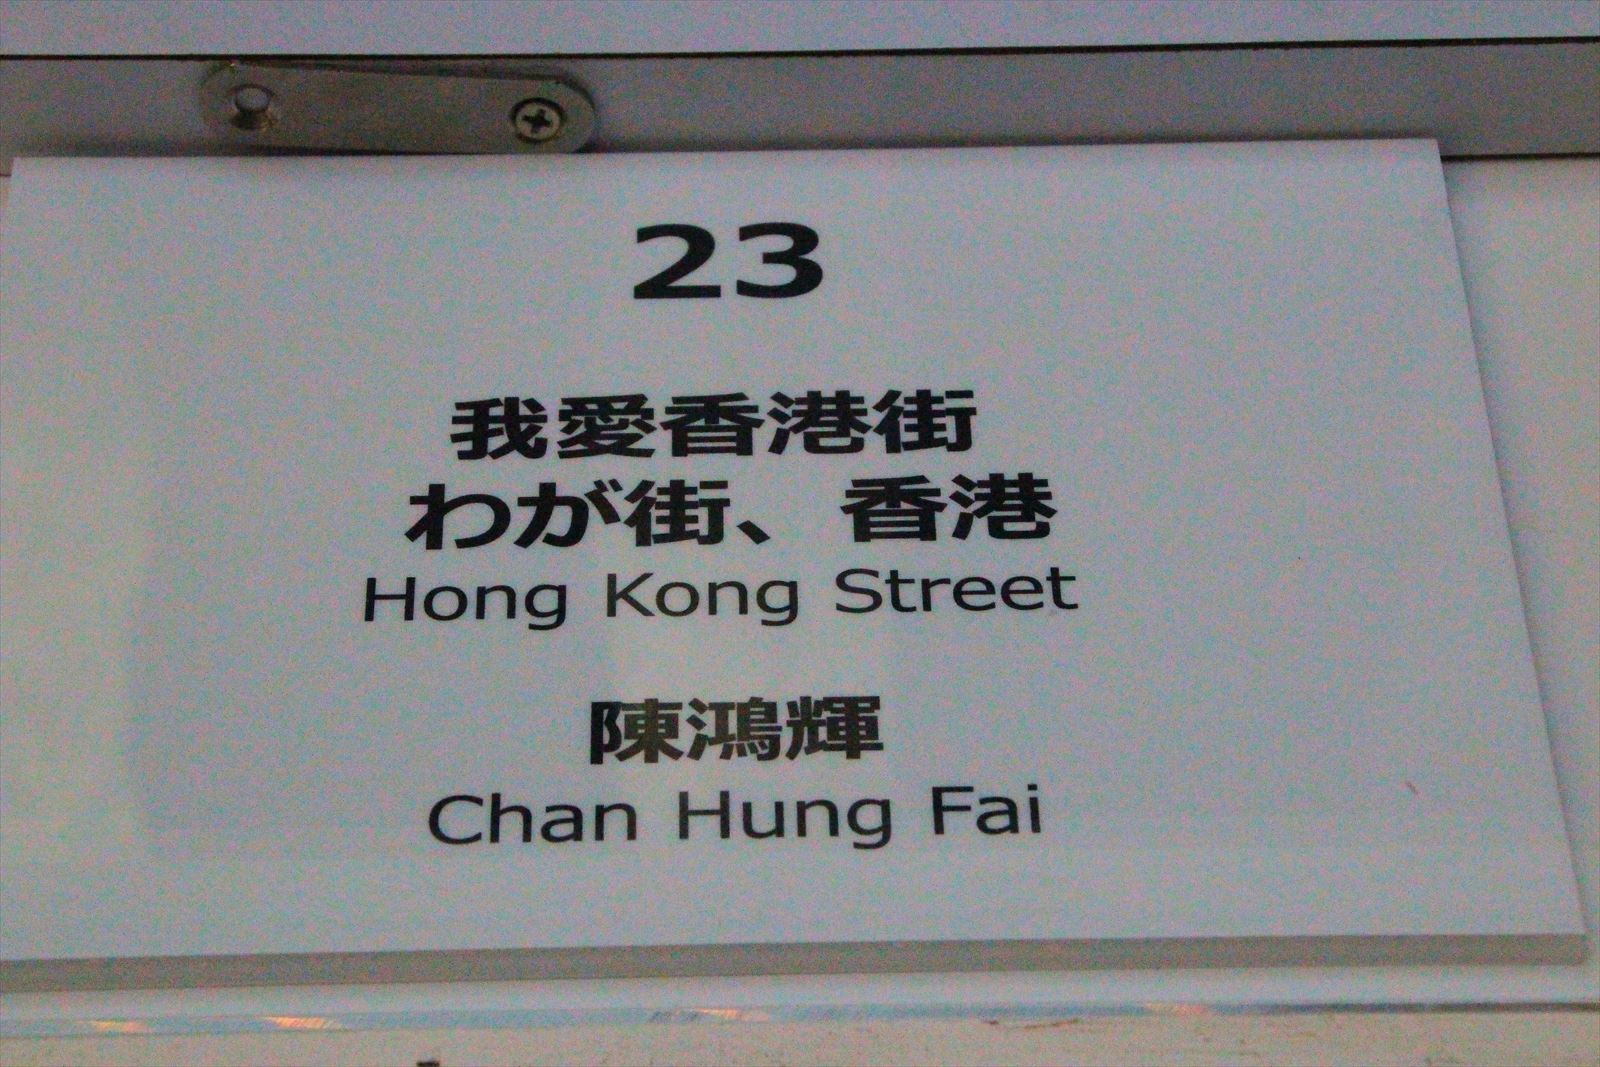 23
我愛香港街
わが街、香港
Hong Kong Street
陳鴻輝
Chan Hung Fai